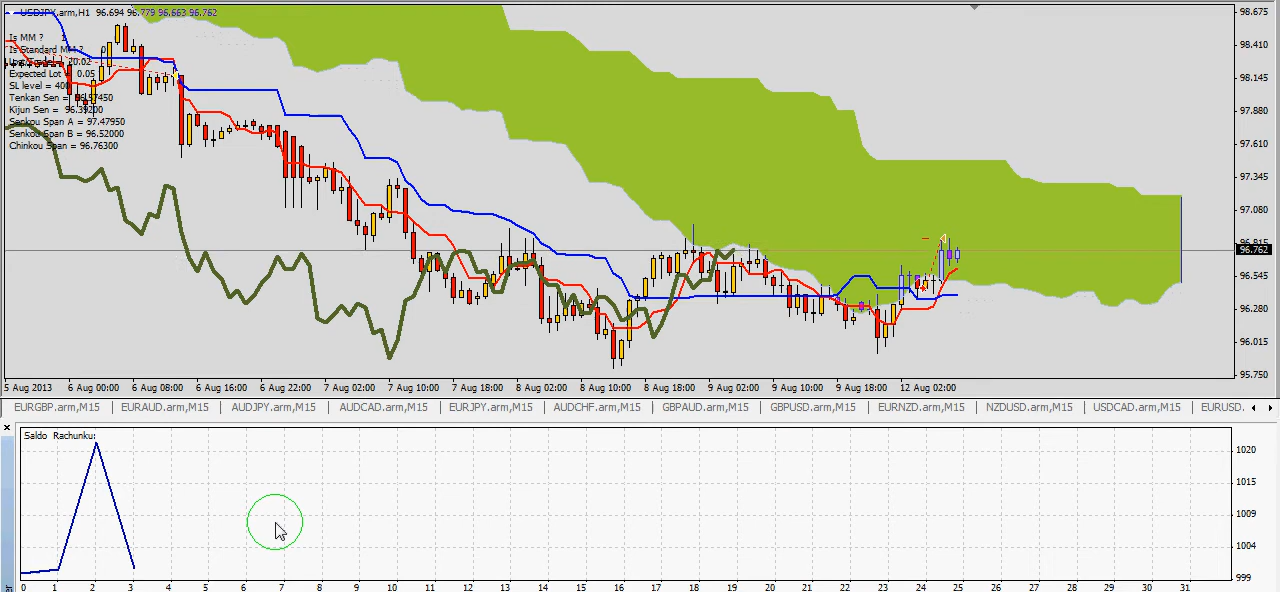 USDJPY.arm,H1 96.694 96.779 96.663 96.762
Is MM ? 1
Is Standard MM ? 0
20.02
Expected Lot = 0.05
SL level = 400
Tenkan Sen =
Kijun Sen = 96.39200
Senkou Span A = 97.47950
Senkou Span B = 96.52000
Chinkou Span = 96.76300
98.675
98.410
98.145
97.880
97.610
97.345
97.080
96.815
96.762
96.545
96.280
96.015
95.750
5 Aug 2013 6 Aug 00:00 6 Aug 08:00 6 Aug 16:00 6 Aug 22:00 7 Aug 02:00 7 Aug 10:00 7 Aug 18:00 8 Aug 02:00 8 Aug 10:00 8 Aug 18:00 9 Aug 02:00 9 Aug 10:00 9 Aug 18:00 12 Aug 02:00
EURGBP.arm,M15 EURAUD.arm,M15 AUDJPY.arm,M15 AUDCAD.arm,M15 EURJPY.arm,M15 AUDCHF.arm,M15 GBPAUD.arm,M15 GBPUSD.arm,M15 EURNZD.arm,M15 NZDUSD.arm,M15 USDCAD.arm,M15 EURUSD.
Saldo Rachunku:
1020
1015
1009
1004
999
0 1 2 3 4 5 6 7 8 9 10 11 12 13 14 15 16 17 18 19 20 21 22 23 24 25 26 27 28 29 30 31